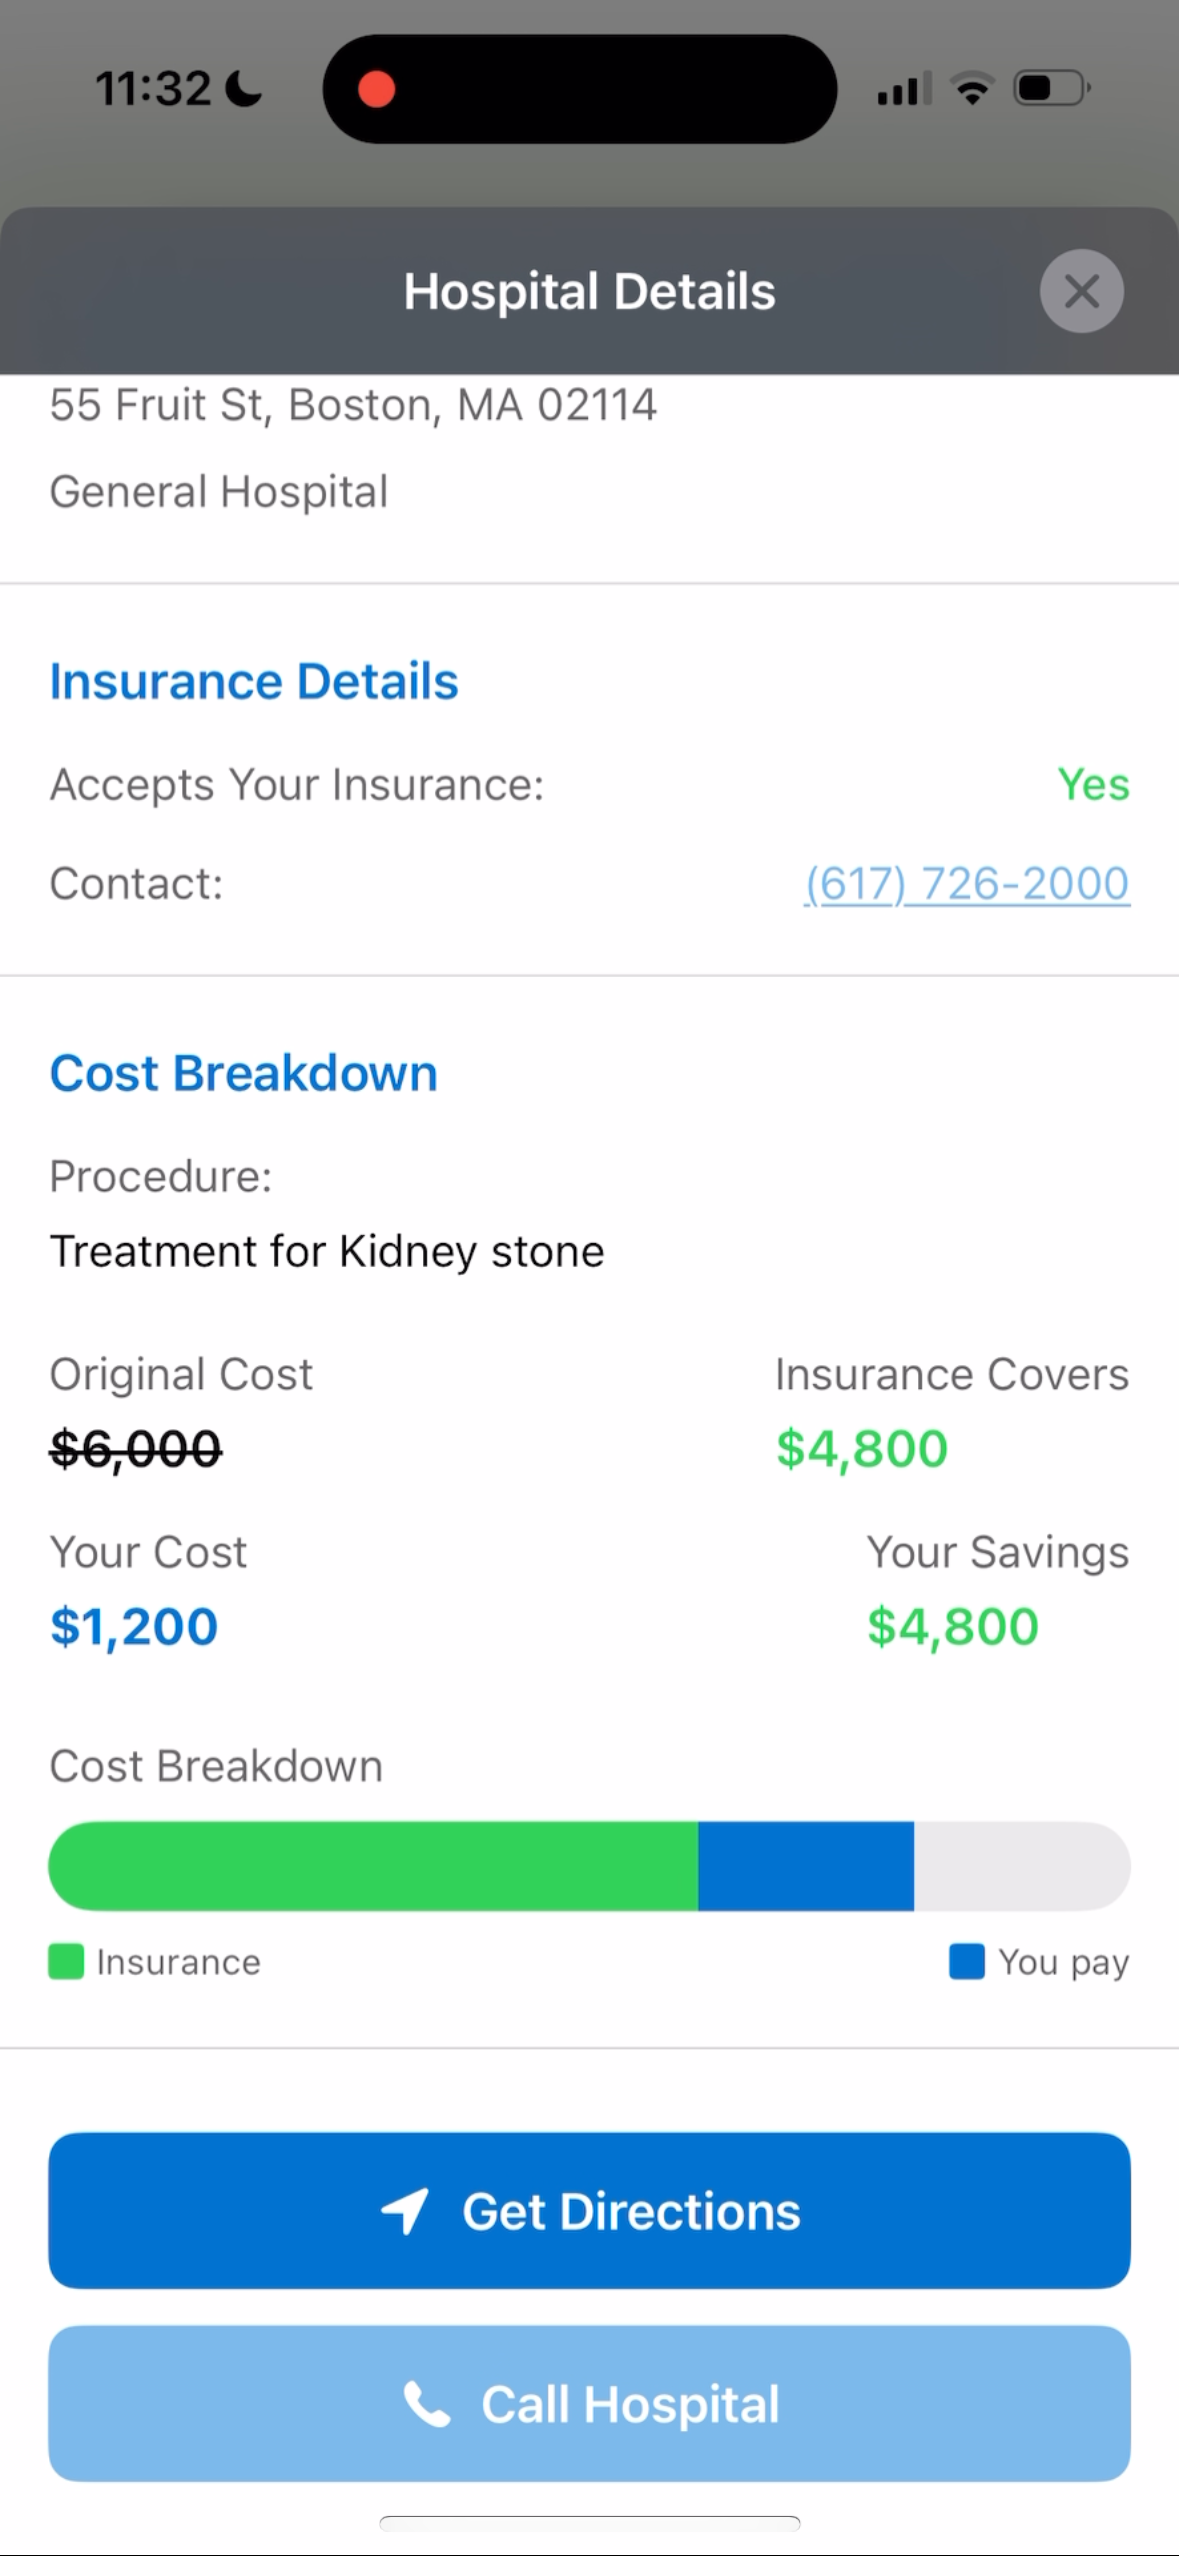 11:32
Hospital Details
55 Fruit St, Boston, MA 02114
General Hospital
Insurance Details
Accepts Your Insurance: Yes
Contact: (617) 726-2000
Cost Breakdown
Procedure:
Treatment for Kidney stone
Original Cost Insurance Covers
$6,000 $4,800
Your Cost Your Savings
$1,200 $4,800
Cost Breakdown
Insurance You pay
Get Directions
Call Hospital